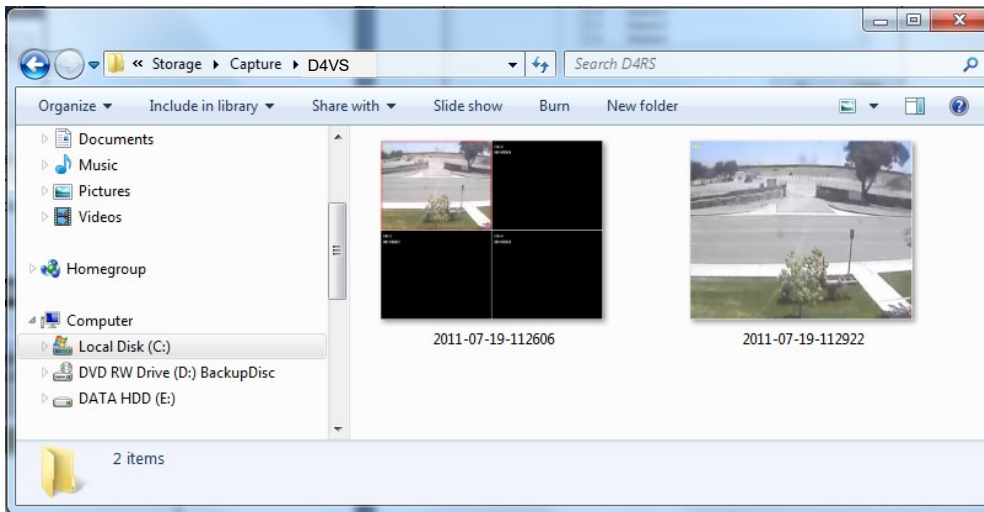 « Storage ▸ Capture ▸ D4VS
Search D4RS
Organize
Include in library
Share with
Slide show
Burn
New folder
Documents
Music
Pictures
Videos
Homegroup
Computer
Local Disk (C:)
DVD RW Drive (D:) BackupDisc
DATA HDD (E:)
2011-07-19-112606
2011-07-19-112922
2 items